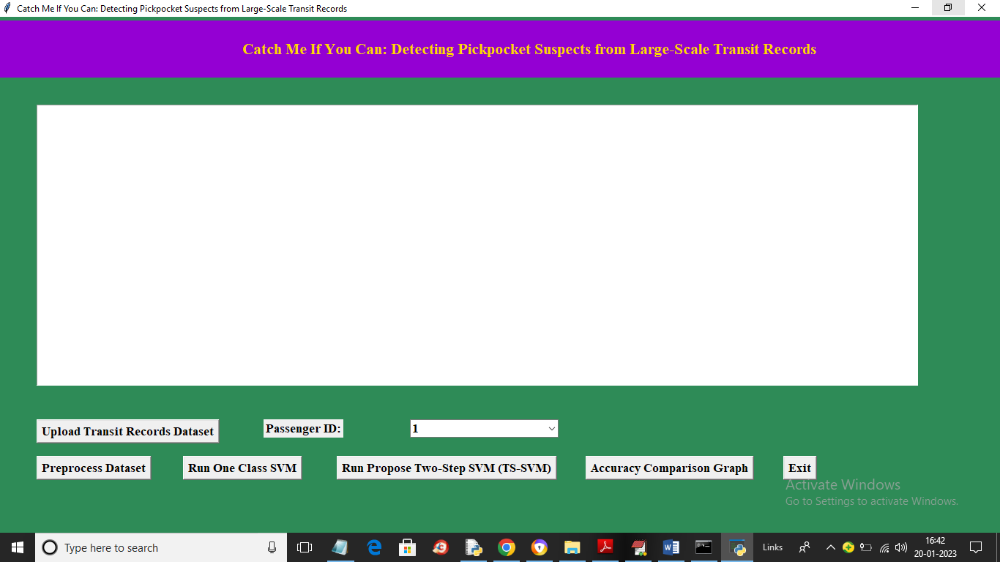 Catch Me If You Can: Detecting Pickpocket Suspects from Large-Scale Transit Records
Catch Me If You Can: Detecting Pickpocket Suspects from Large-Scale Transit Records
Upload Transit Records Dataset Passenger ID: 1
Preprocess Dataset Run One Class SVM Run Propose Two-Step SVM (TS-SVM) Accuracy Comparison Graph Exit
Activate Windows
Go to Settings to activate Windows.
Type here to search Links 16:42
20-01-2023